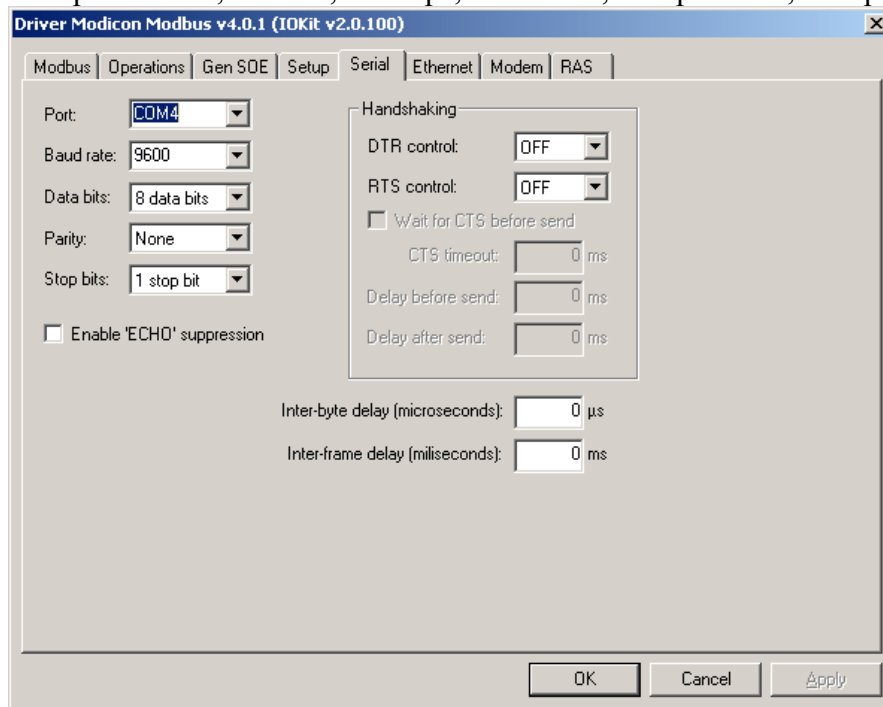 Driver Modicon Modbus v4.0.1 (IOKit v2.0.100)
Modbus Operations Gen SOE Setup Serial Ethernet Modem RAS
Port: COM4
Baud rate: 9600
Data bits: 8 data bits
Parity: None
Stop bits: 1 stop bit
Enable 'ECHO' suppression
Handshaking
DTR control: OFF
RTS control: OFF
Wait for CTS before send
CTS timeout: 0 ms
Delay before send: 0 ms
Delay after send: 0 ms
Inter-byte delay (microseconds): 0 µs
Inter-frame delay (miliseconds): 0 ms
OK Cancel Apply